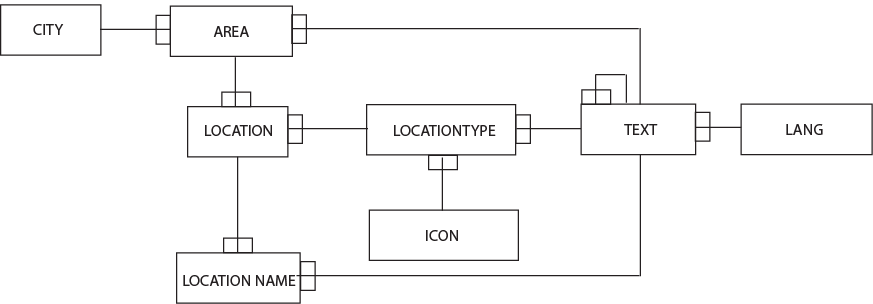 CITY
AREA
LOCATION
LOCATIONTYPE
TEXT
LANG
ICON
LOCATION NAME